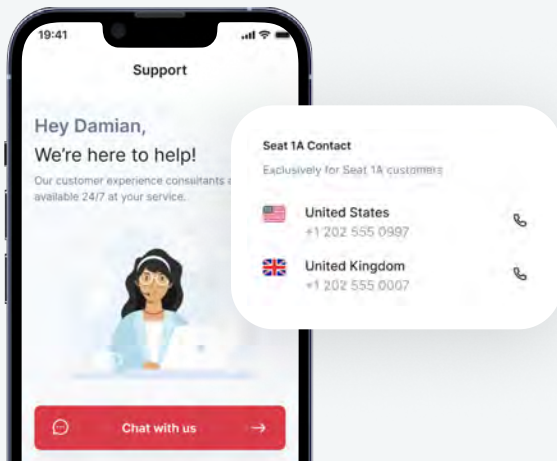 19:41
Support
Hey Damian,
We're here to help!
Our customer experience consultants
available 24/7 at your service.
Chat with us
Seat 1A Contact
Exclusively for Seat 1A customers
United States
+1 202 555 0997
United Kingdom
+1 202 555 0007